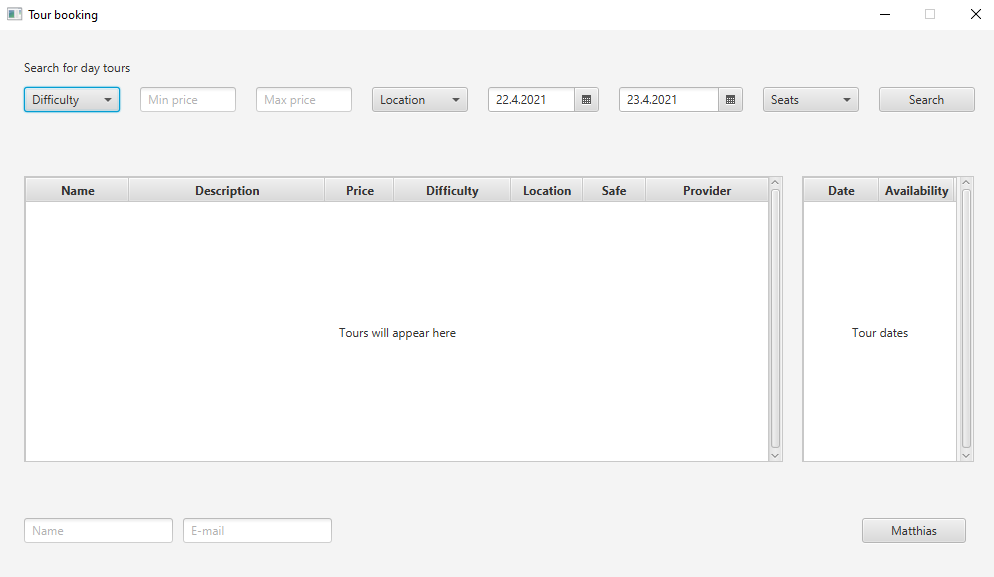 Tour booking
Search for day tours
Difficulty Min price Max price Location 22.4.2021 23.4.2021 Seats Search
Name Description Price Difficulty Location Safe Provider Date Availability
Tours will appear here Tour dates
Name E-mail Matthias